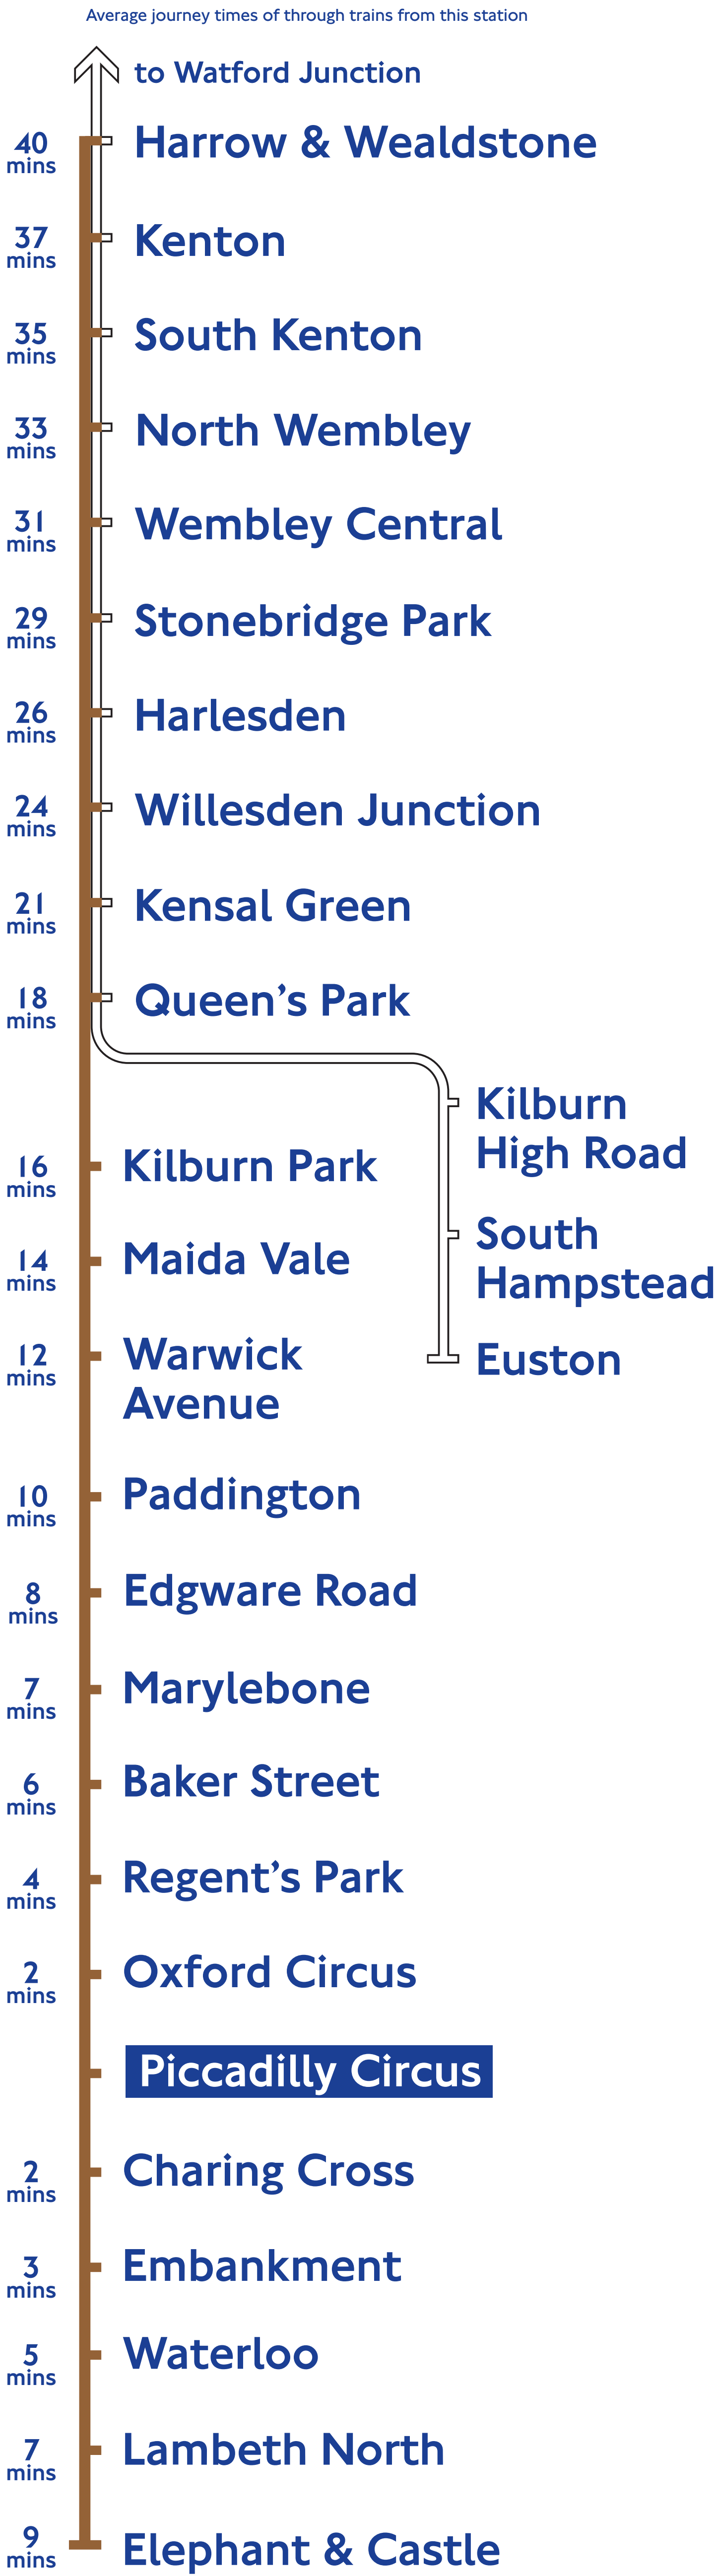 Average journey times of through trains from this station
to Watford Junction
40
mins
Harrow & Wealdstone
37
mins
Kenton
35
mins
South Kenton
33
mins
North Wembley
31
mins
Wembley Central
29
mins
Stonebridge Park
26
mins
Harlesden
24
mins
Willesden Junction
21
mins
Kensal Green
18
mins
Queen’s Park
Kilburn
High Road
16
mins
Kilburn Park
South
Hampstead
14
mins
Maida Vale
12
mins
Warwick
Avenue
Euston
10
mins
Paddington
8
mins
Edgware Road
7
mins
Marylebone
6
mins
Baker Street
4
mins
Regent’s Park
2
mins
Oxford Circus
Piccadilly Circus
2
mins
Charing Cross
3
mins
Embankment
5
mins
Waterloo
7
mins
Lambeth North
9
mins
Elephant & Castle